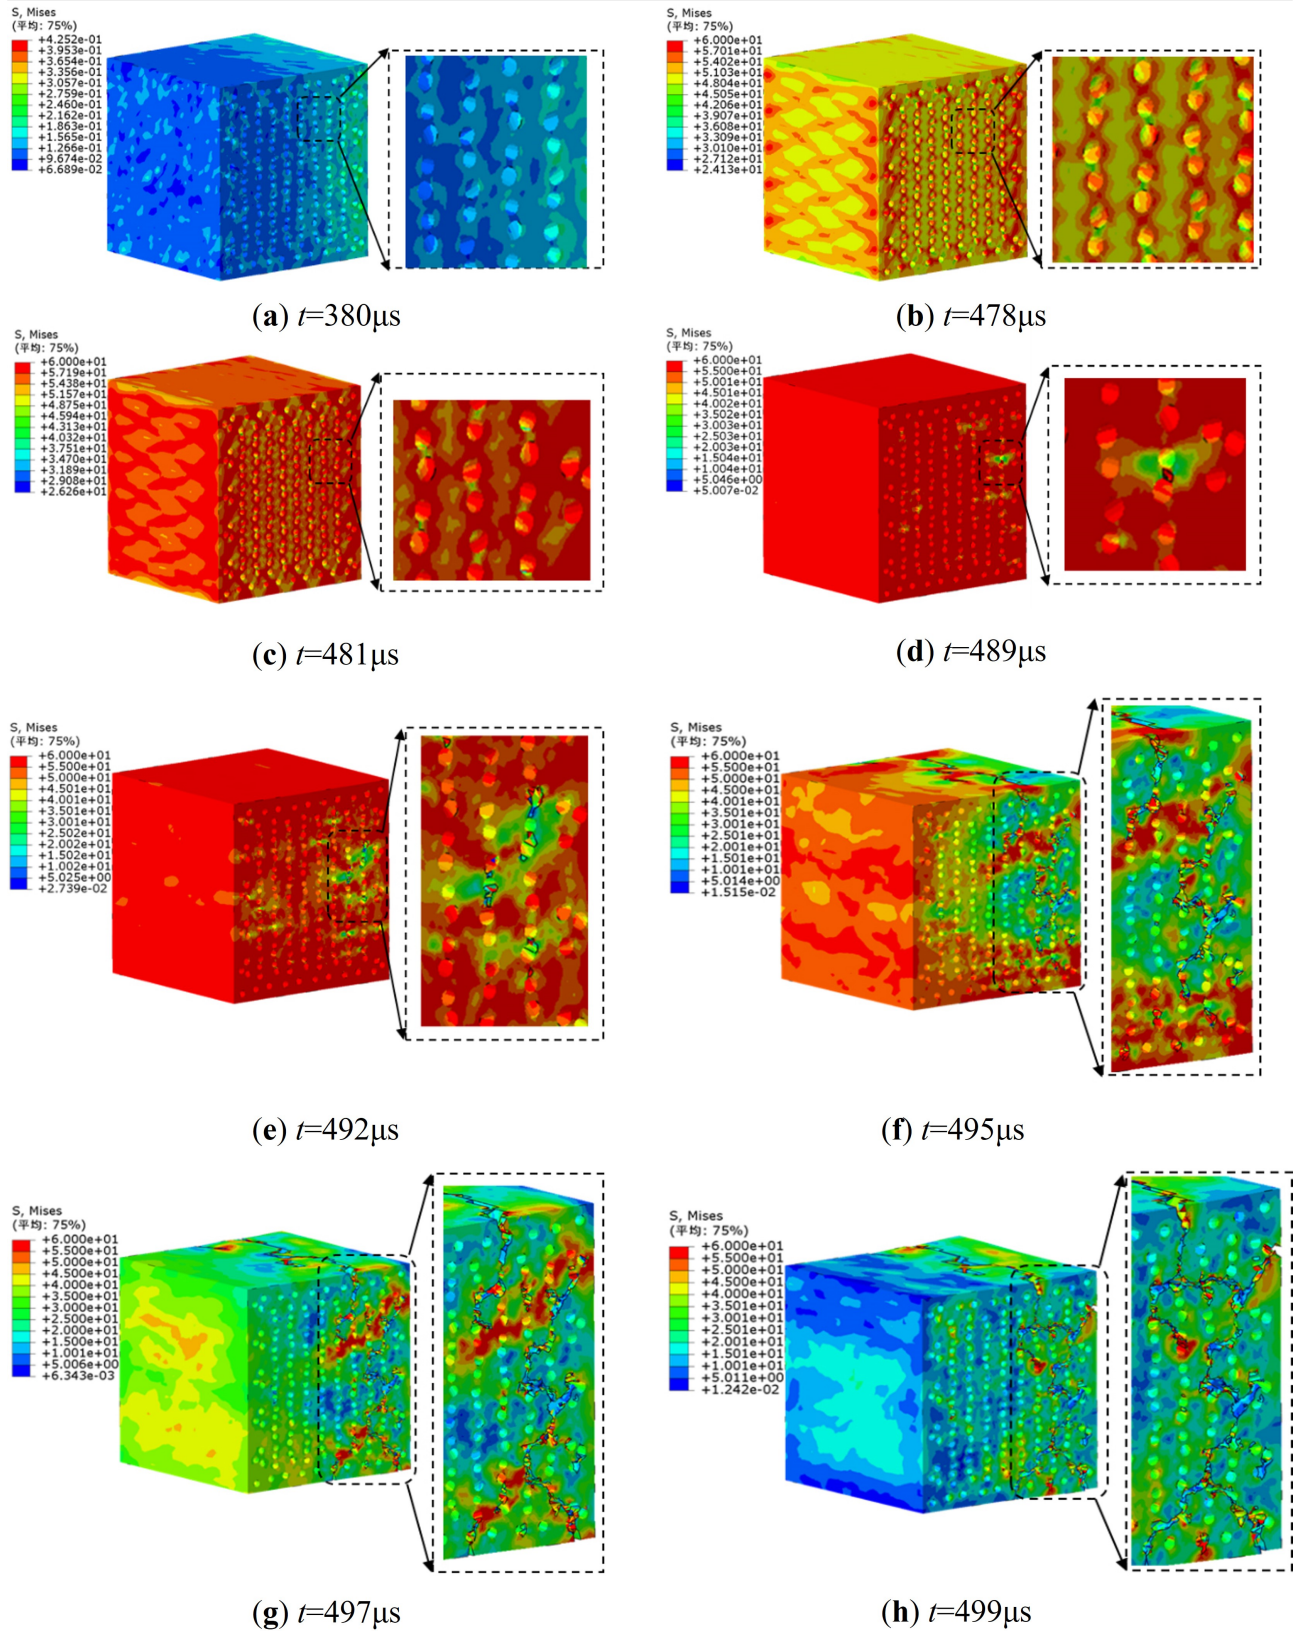 S, Mises
(平均: 75%)
+4.252e-01
+3.953e-01
+3.654e-01
+3.356e-01
+3.057e-01
+2.759e-01
+2.460e-01
+2.162e-01
+1.863e-01
+1.565e-01
+1.266e-01
+9.674e-02
+6.689e-02
(a) t=380μs
S, Mises
(平均: 75%)
+6.000e+01
+5.701e+01
+5.402e+01
+5.103e+01
+4.804e+01
+4.505e+01
+4.206e+01
+3.907e+01
+3.608e+01
+3.309e+01
+3.010e+01
+2.712e+01
+2.413e+01
(b) t=478μs
S, Mises
(平均: 75%)
+6.000e+01
+5.719e+01
+5.438e+01
+5.157e+01
+4.875e+01
+4.594e+01
+4.313e+01
+4.032e+01
+3.751e+01
+3.470e+01
+3.189e+01
+2.908e+01
+2.626e+01
(c) t=481μs
S, Mises
(平均: 75%)
+6.000e+01
+5.500e+01
+5.001e+01
+4.501e+01
+4.002e+01
+3.502e+01
+3.003e+01
+2.503e+01
+2.003e+01
+1.504e+01
+1.004e+01
+5.046e+00
+5.007e-02
(d) t=489μs
S, Mises
(平均: 75%)
+6.000e+01
+5.500e+01
+5.000e+01
+4.501e+01
+4.001e+01
+3.501e+01
+3.001e+01
+2.502e+01
+2.002e+01
+1.502e+01
+1.002e+01
+5.025e+00
+2.739e-02
(e) t=492μs
S, Mises
(平均: 75%)
+6.000e+01
+5.500e+01
+5.000e+01
+4.500e+01
+4.001e+01
+3.501e+01
+3.001e+01
+2.501e+01
+2.001e+01
+1.501e+01
+1.001e+01
+5.014e+00
+1.515e-02
(f) t=495μs
S, Mises
(平均: 75%)
+6.000e+01
+5.500e+01
+5.000e+01
+4.500e+01
+4.000e+01
+3.500e+01
+3.000e+01
+2.500e+01
+2.000e+01
+1.500e+01
+1.001e+01
+5.006e+00
+6.343e-03
(g) t=497μs
S, Mises
(平均: 75%)
+6.000e+01
+5.500e+01
+5.000e+01
+4.500e+01
+4.000e+01
+3.501e+01
+3.001e+01
+2.501e+01
+2.001e+01
+1.501e+01
+1.001e+01
+5.011e+00
+1.242e-02
(h) t=499μs